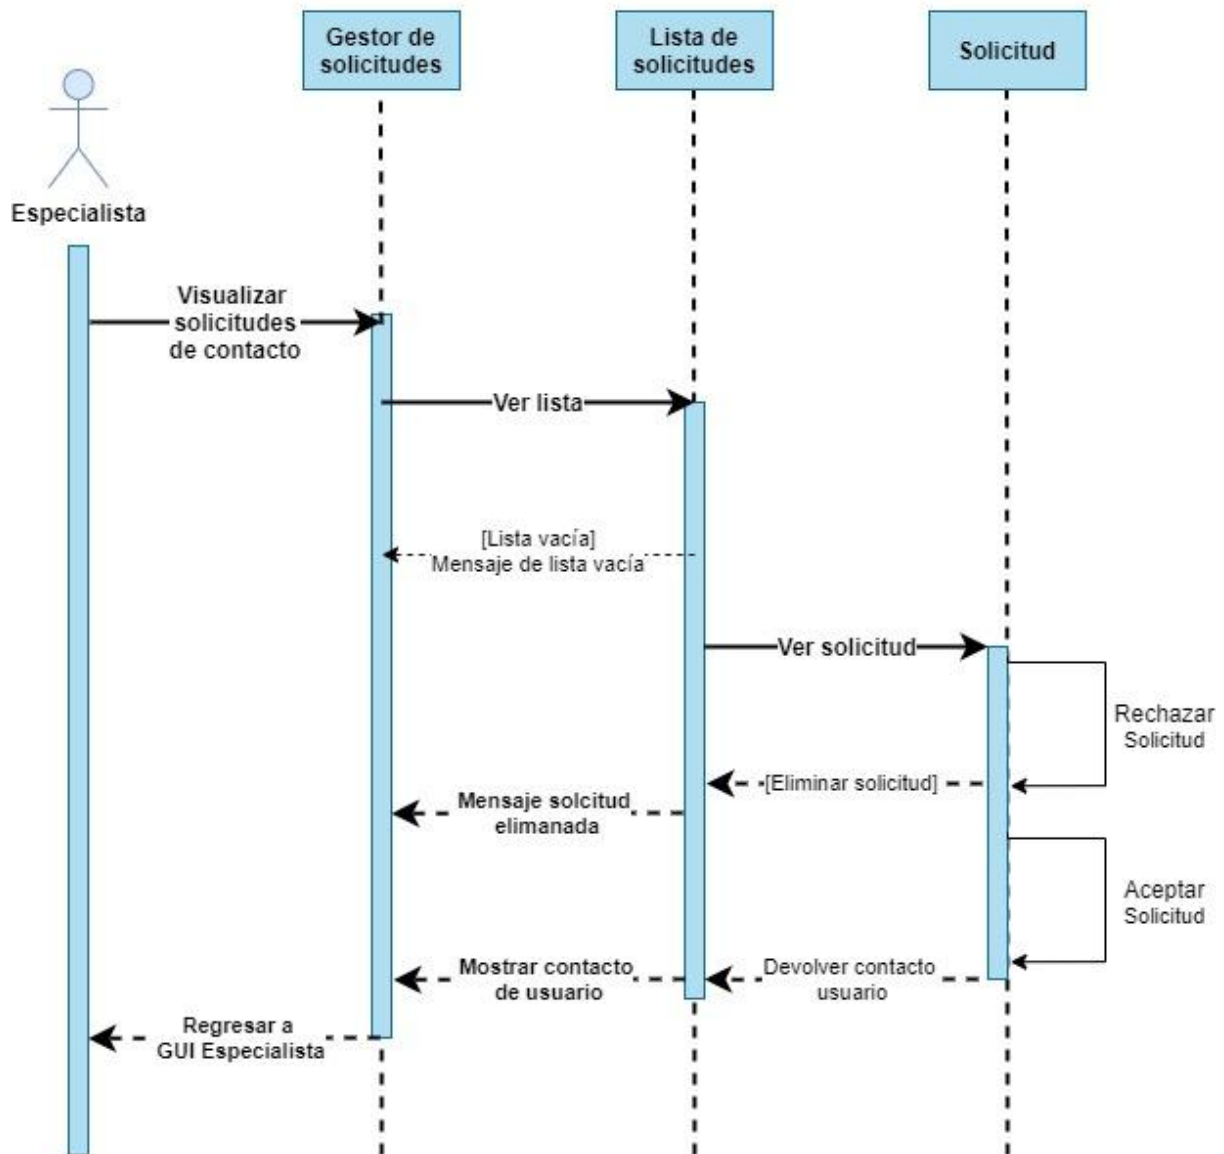 Gestor de
solicitudes
Lista de
solicitudes
Solicitud
Especialista
Visualizar
solicitudes
de contacto
Ver lista
[Lista vacía]
Mensaje de lista vacía
Ver solicitud
Rechazar
Solicitud
[Eliminar solicitud]
Mensaje solcitud
elimanada
Aceptar
Solicitud
Mostrar contacto
de usuario
Devolver contacto
usuario
Regresar a
GUI Especialista